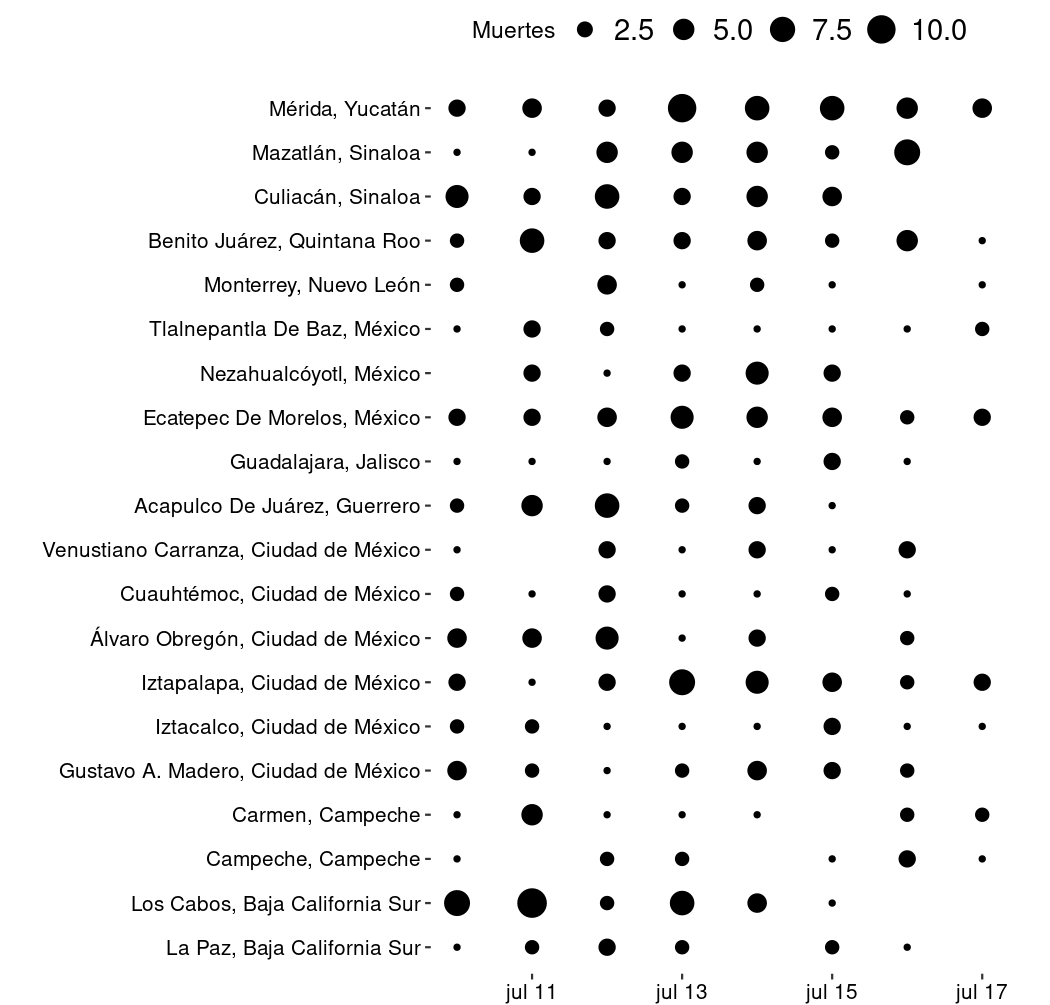 Muertes 2.5 5.0 7.5 10.0
Mérida, Yucatán
Mazatlán, Sinaloa
Culiacán, Sinaloa
Benito Juárez, Quintana Roo
Monterrey, Nuevo León
Tlalnepantla De Baz, México
Nezahualcóyotl, México
Ecatepec De Morelos, México
Guadalajara, Jalisco
Acapulco De Juárez, Guerrero
Venustiano Carranza, Ciudad de México
Cuauhtémoc, Ciudad de México
Álvaro Obregón, Ciudad de México
Iztapalapa, Ciudad de México
Iztacalco, Ciudad de México
Gustavo A. Madero, Ciudad de México
Carmen, Campeche
Campeche, Campeche
Los Cabos, Baja California Sur
La Paz, Baja California Sur
jul 11 jul 13 jul 15 jul 17